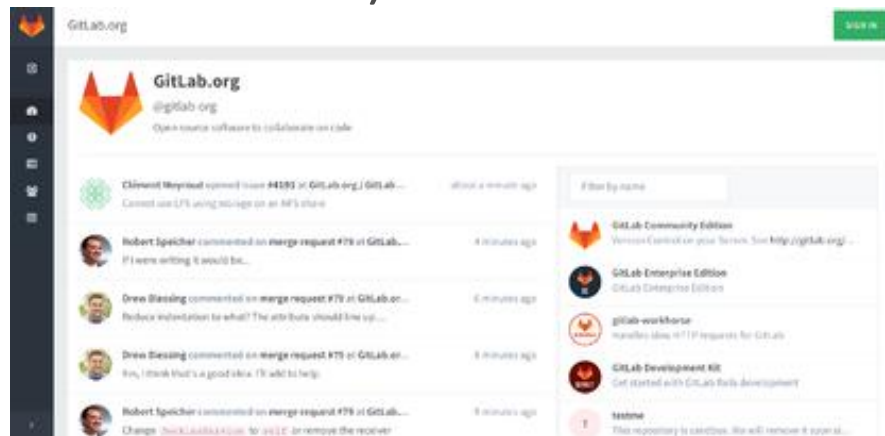 GitLab.org
SIGN IN
GitLab.org
@gitlab-org
Open source software to collaborate on code
Clément opened issue #4193 at GitLab.org / GitLab...
about a minute ago
Cannot use LFS using storage on an NFS share
Robert Speicher commented on merge request #79 at GitLab....
4 minutes ago
If I were writing it would be...
Drew Blessing commented on merge request #75 at GitLab.or...
6 minutes ago
Reduce indentation to what? The attribute should line up....
Drew Blessing commented on merge request #75 at GitLab.or...
8 minutes ago
I think that's a good idea. I'll add to help.
Robert Speicher commented on merge request #79 at GitLab....
9 minutes ago
Change to self or remove the receiver
Filter by name
GitLab Community Edition
Version Control on your Server. See http://gitlab.org/...
GitLab Enterprise Edition
GitLab Enterprise Edition
gitlab-workhorse
Handles slow HTTP requests for GitLab
GitLab Development Kit
Get started with GitLab Rails development
T
testme
This repository is sandbox. We will remove it